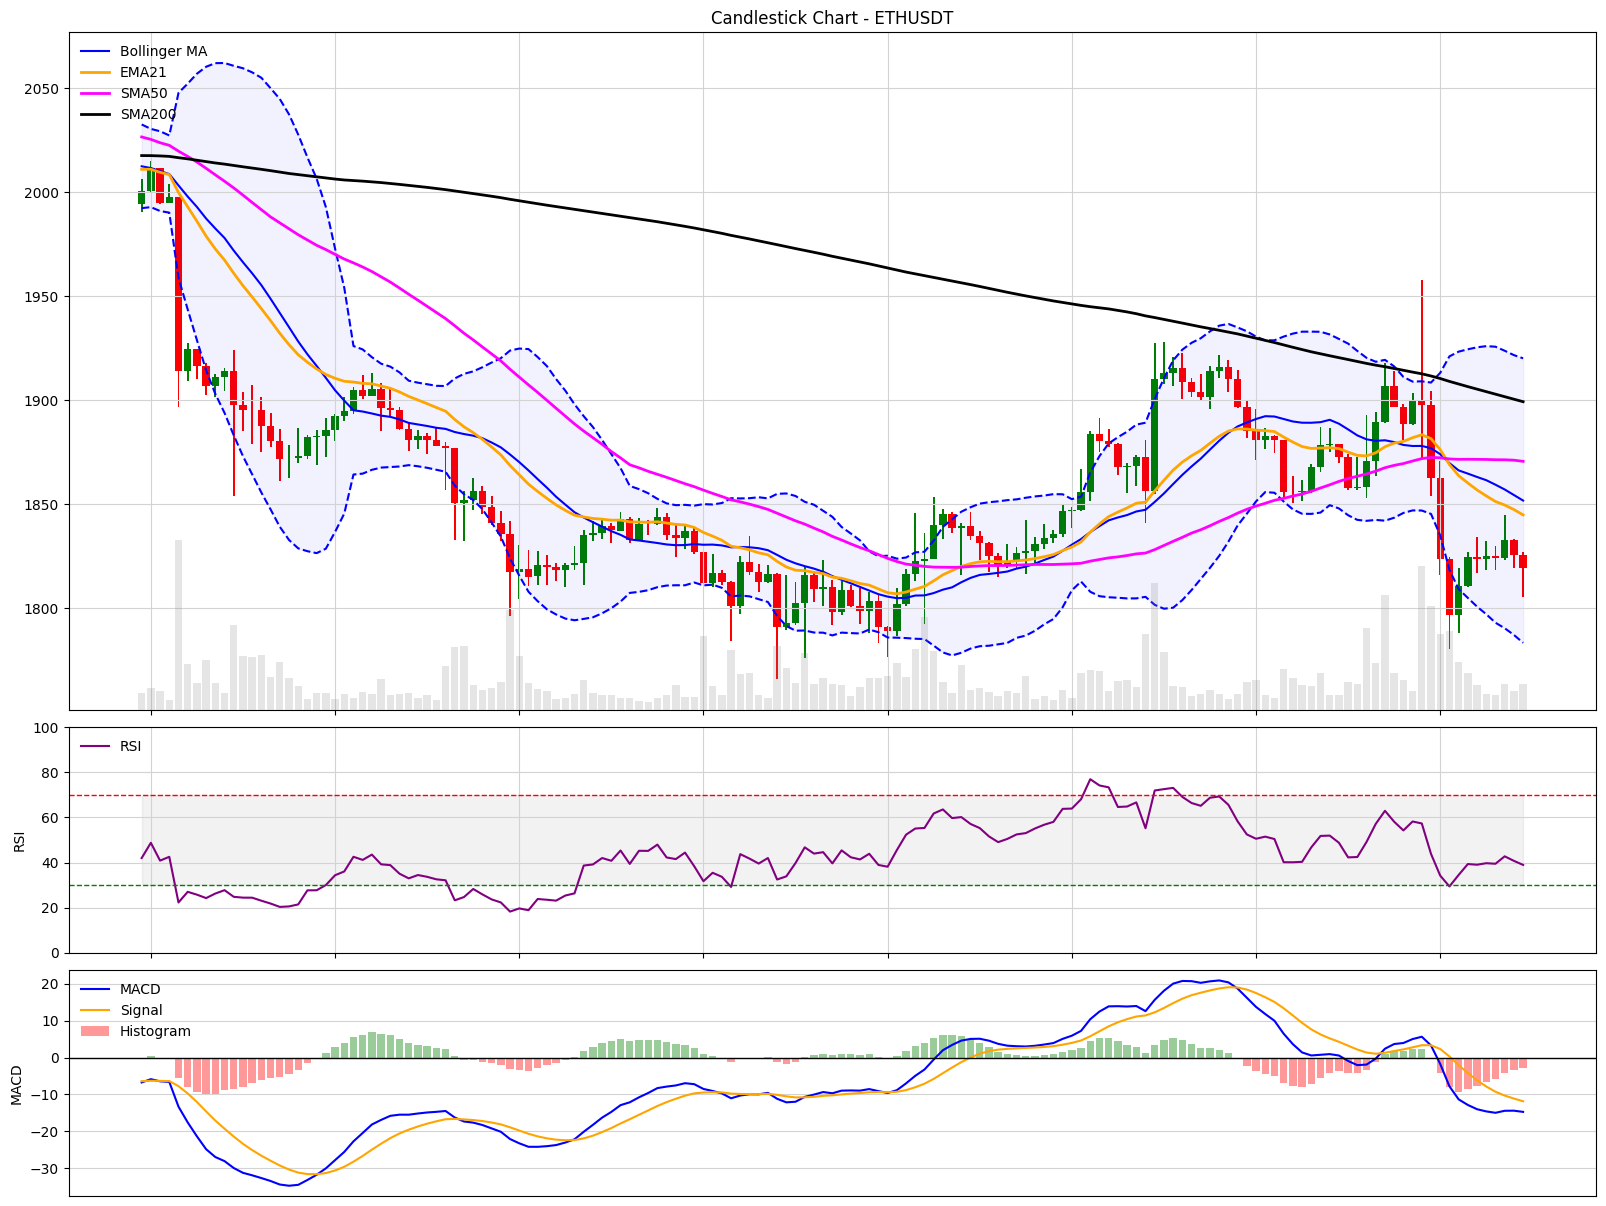 Candlestick Chart - ETHUSDT
Bollinger MA
EMA21
SMA50
SMA200
2050
2000
1950
1900
1850
1800
RSI
100
80
60
40
20
0
RSI
MACD
Signal
Histogram
20
10
0
−10
−20
−30
MACD